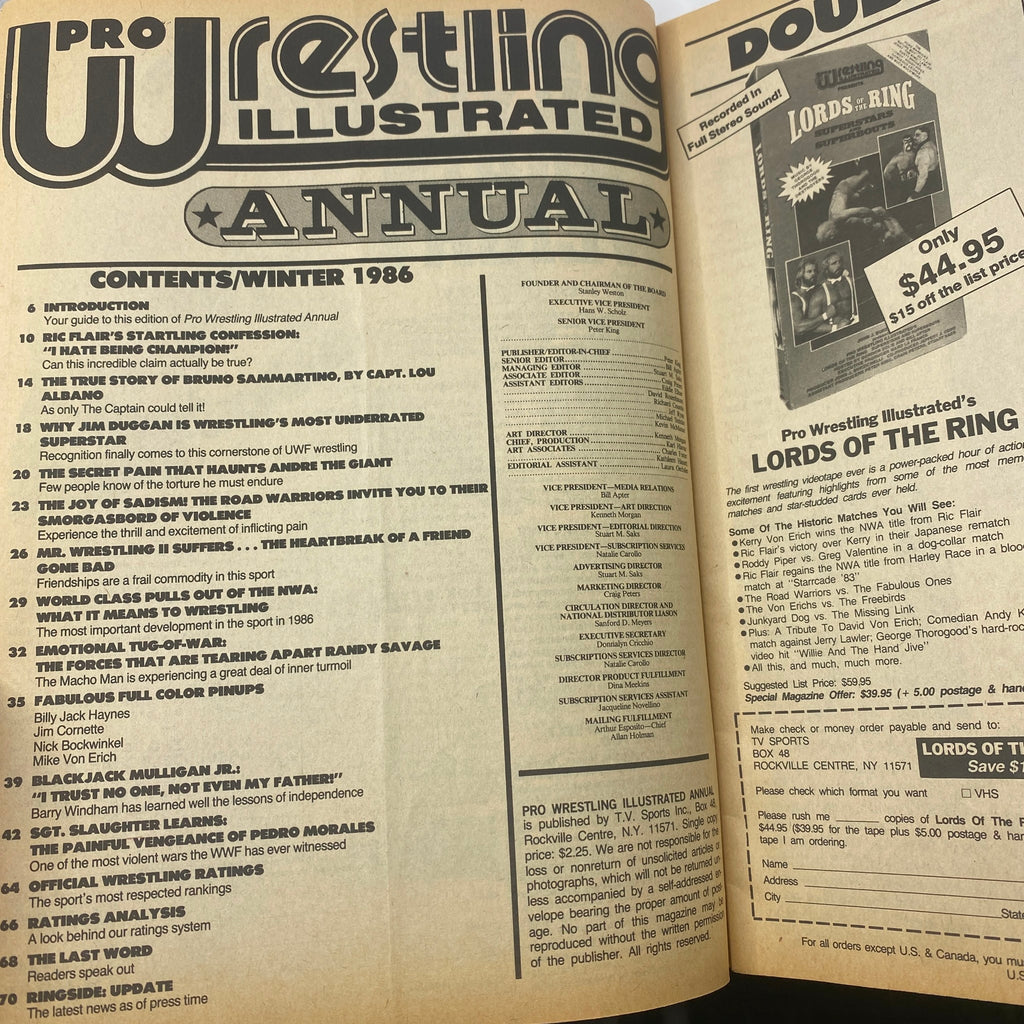 PRO
Wrestling
ILLUSTRATED
ANNUAL
CONTENTS/WINTER 1986
6 INTRODUCTION
Your guide to this edition of Pro Wrestling Illustrated Annual
10 RIC FLAIR'S STARTLING CONFESSION:
"I HATE BEING CHAMPION!"
Can this incredible claim actually be true?
14 THE TRUE STORY OF BRUNO SAMMARTINO, BY CAPT. LOU
ALBANO
As only The Captain could tell it!
18 WHY JIM DUGGAN IS WRESTLING'S MOST UNDERRATED
SUPERSTAR
Recognition finally comes to this cornerstone of UWF wrestling
20 THE SECRET PAIN THAT HAUNTS ANDRE THE GIANT
Few people know of the torture he must endure
23 THE JOY OF SADISM! THE ROAD WARRIORS INVITE YOU TO THEIR
SMORGASBORD OF VIOLENCE
Experience the thrill and excitement of inflicting pain
26 MR. WRESTLING II SUFFERS . . . THE HEARTBREAK OF A FRIEND
GONE BAD
Friendships are a frail commodity in this sport
29 WORLD CLASS PULLS OUT OF THE NWA:
WHAT IT MEANS TO WRESTLING
The most important development in the sport in 1986
32 EMOTIONAL TUG-OF-WAR:
THE FORCES THAT ARE TEARING APART RANDY SAVAGE
The Macho Man is experiencing a great deal of inner turmoil
35 FABULOUS FULL COLOR PINUPS
Billy Jack Haynes
Jim Cornette
Nick Bockwinkel
Mike Von Erich
39 BLACKJACK MULLIGAN JR.:
"I TRUST NO ONE, NOT EVEN MY FATHER!"
Barry Windham has learned well the lessons of independence
42 SGT. SLAUGHTER LEARNS:
THE PAINFUL VENGEANCE OF PEDRO MORALES
One of the most violent wars the WWF has ever witnessed
64 OFFICIAL WRESTLING RATINGS
The sport's most respected rankings
66 RATINGS ANALYSIS
A look behind our ratings system
68 THE LAST WORD
Readers speak out
70 RINGSIDE: UPDATE
The latest news as of press time
FOUNDER AND CHAIRMAN OF THE BOARD
Stanley Weston
EXECUTIVE VICE PRESIDENT
Hans W. Scholz
SENIOR VICE PRESIDENT
Peter King
PUBLISHER/EDITOR-IN-CHIEF
SENIOR EDITOR
MANAGING EDITOR
ASSOCIATE EDITOR
ASSISTANT EDITORS
ART DIRECTOR
CHIEF, PRODUCTION
ART ASSOCIATES
EDITORIAL ASSISTANT
VICE PRESIDENT—MEDIA RELATIONS
Bill Apter
VICE PRESIDENT—ART DIRECTION
Kenneth Morgan
VICE PRESIDENT—EDITORIAL DIRECTION
Stuart M. Saks
VICE PRESIDENT—SUBSCRIPTION SERVICES
Natalie Carollo
ADVERTISING DIRECTOR
Stuart M. Saks
MARKETING DIRECTOR
Craig Peters
CIRCULATION DIRECTOR AND
NATIONAL DISTRIBUTOR LIASON
Sanford D. Meyers
EXECUTIVE SECRETARY
Donnalyn Cricchio
SUBSCRIPTIONS SERVICES DIRECTOR
Natalie Carollo
DIRECTOR PRODUCT FULFILLMENT
Dina Meekins
SUBSCRIPTION SERVICES ASSISTANT
Jacqueline Novellino
MAILING FULFILLMENT
Arthur Esposito—Chief
Allan Holman
PRO WRESTLING ILLUSTRATED ANNUAL
is published by T.V. Sports Inc., Box 48,
Rockville Centre, N.Y. 11571. Single copy
price: $2.25. We are not responsible for the
loss or nonreturn of unsolicited articles or
photographs, which will not be returned un-
less accompanied by a self-addressed en-
velope bearing the proper amount of post-
age. No part of this magazine may be
reproduced without the written permission
of the publisher. All rights reserved.
DOUB
Recorded In
Full Stereo Sound!
Wrestling
ILLUSTRATED
PRESENTS
LORDS OF THE RING
SUPERSTARS
SUPERBOUTS
LORDS RING
Only
$44.95
$15 off the list price
Pro Wrestling Illustrated's
LORDS OF THE RING
The first wrestling videotape ever is a power-packed hour of action
excitement featuring highlights from some of the most mem
matches and star-studded cards ever held.
Some Of The Historic Matches You Will See:
● Kerry Von Erich wins the NWA title from Ric Flair
● Ric Flair's victory over Kerry in their Japanese rematch
● Roddy Piper vs. Greg Valentine in a dog-collar match
● Ric Flair regains the NWA title from Harley Race in a bloo
match at "Starrcade '83"
● The Road Warriors vs. The Fabulous Ones
● The Von Erichs vs. The Freebirds
● Junkyard Dog vs. The Missing Link
● Plus: A Tribute To David Von Erich; Comedian Andy K
match against Jerry Lawler; George Thorogood's hard-roc
video hit "Willie And The Hand Jive"
● All this, and much, much more.
Suggested List Price: $59.95
Special Magazine Offer: $39.95 (+ 5.00 postage & hand
Make check or money order payable and send to:
TV SPORTS
BOX 48
ROCKVILLE CENTRE, NY 11571
LORDS OF TH
Save $1
Please check which format you want □ VHS
Please rush me ______ copies of Lords Of The R
$44.95 ($39.95 for the tape plus $5.00 postage & han
tape I am ordering.
Name
Address
City
State
For all orders except U.S. & Canada, you mu
U.S